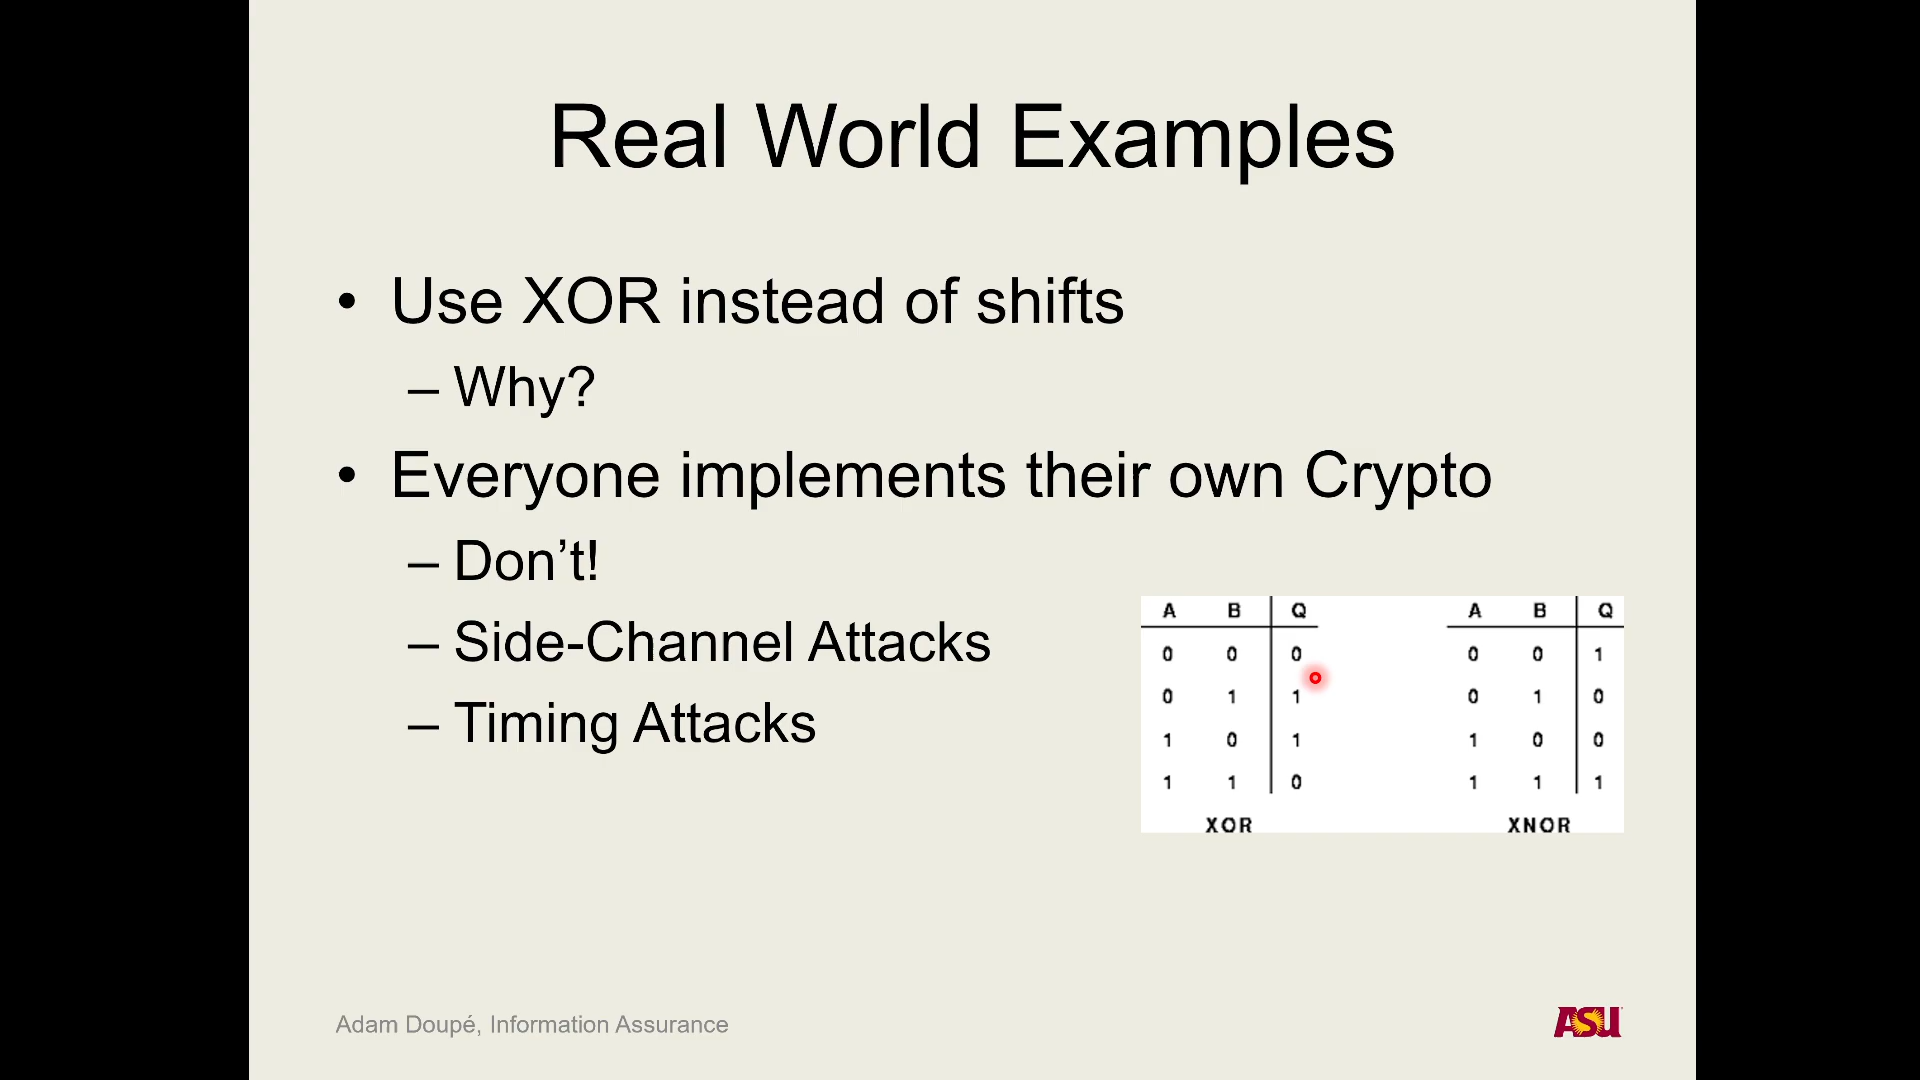 Real World Examples
• Use XOR instead of shifts
– Why?
• Everyone implements their own Crypto
– Don’t!
– Side-Channel Attacks
– Timing Attacks
A B Q
0 0 0
0 1 1
1 0 1
1 1 0
XOR
A B Q
0 0 1
0 1 0
1 0 0
1 1 1
XNOR
Adam Doupé, Information Assurance
ASU